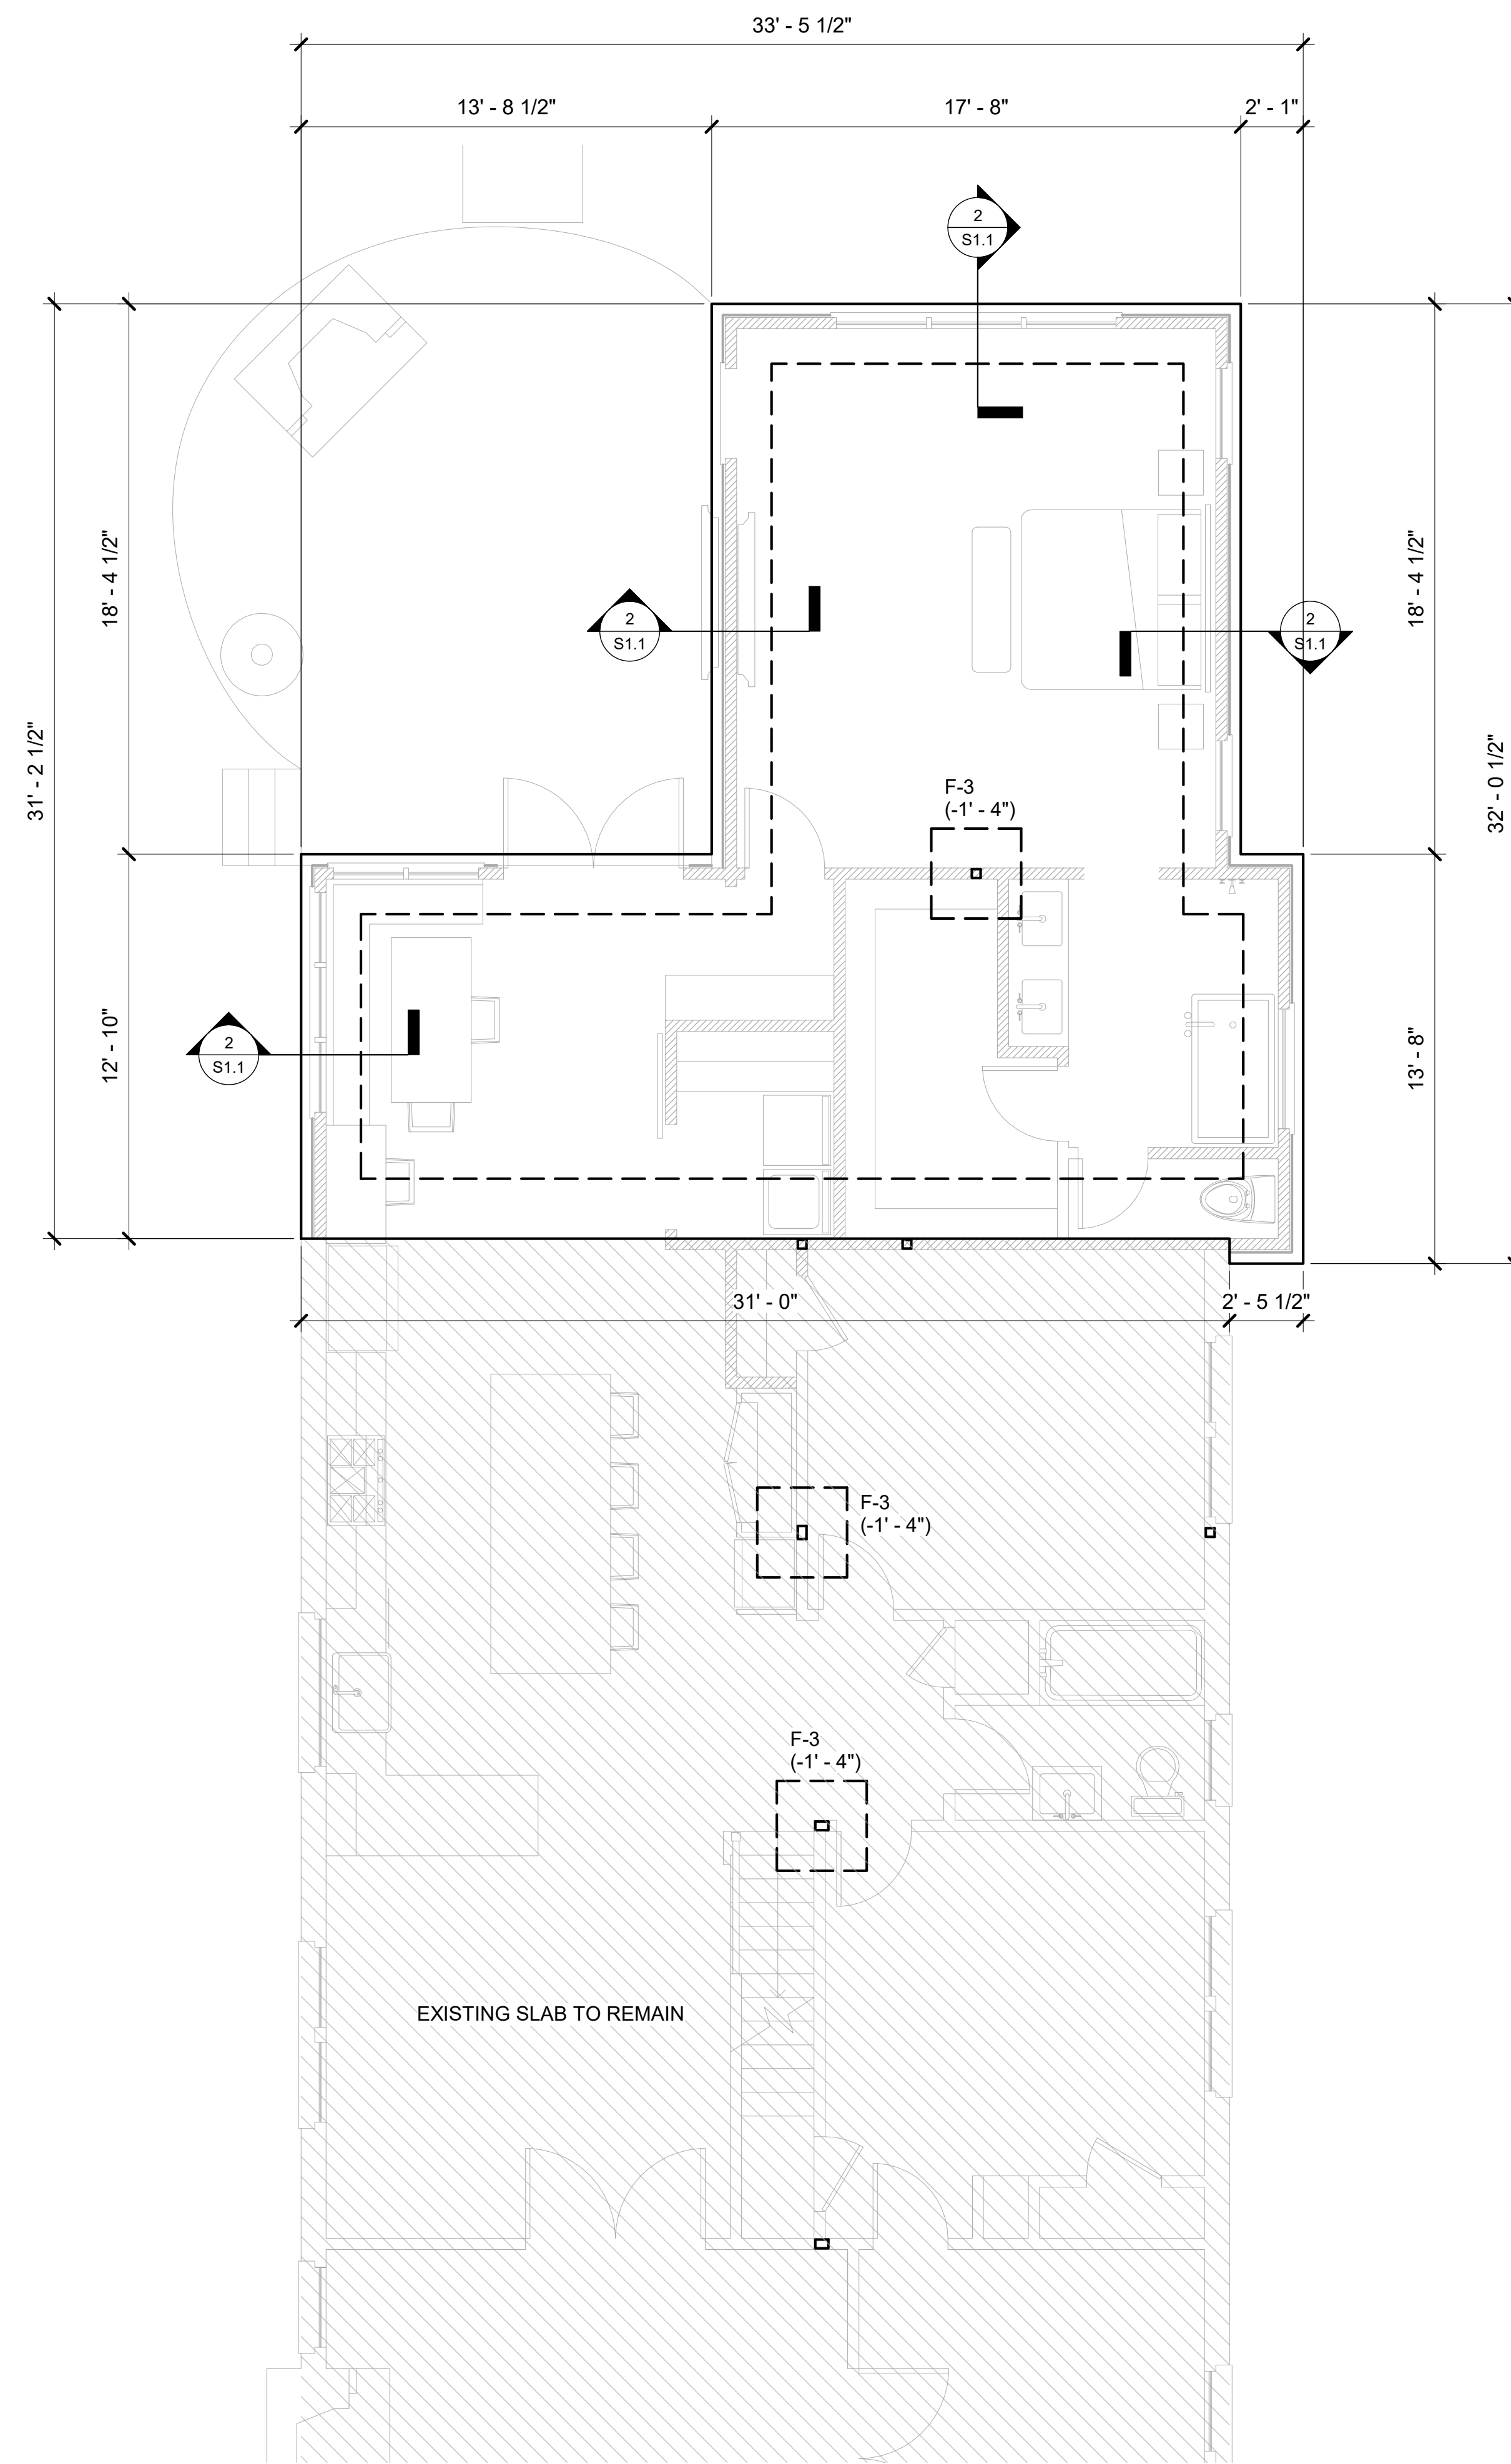 33' - 5 1/2"
13' - 8 1/2"
17' - 8"
2' - 1"
2
S1.1
18' - 4 1/2"
31' - 2 1/2"
12' - 10"
2
S1.1
2
S1.1
18' - 4 1/2"
32' - 0 1/2"
13' - 8"
F-3
(-1' - 4")
2
S1.1
31' - 0"
2' - 5 1/2"
F-3
(-1' - 4")
F-3
(-1' - 4")
EXISTING SLAB TO REMAIN